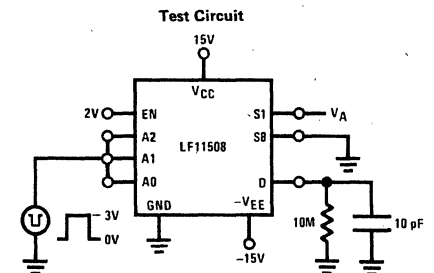 Test Circuit
15V
VCC
2V EN
S1 VA
A2
S8
LF11508
A1
A0
D
GND
-VEE
3V
0V
10M
10 pF
-15V